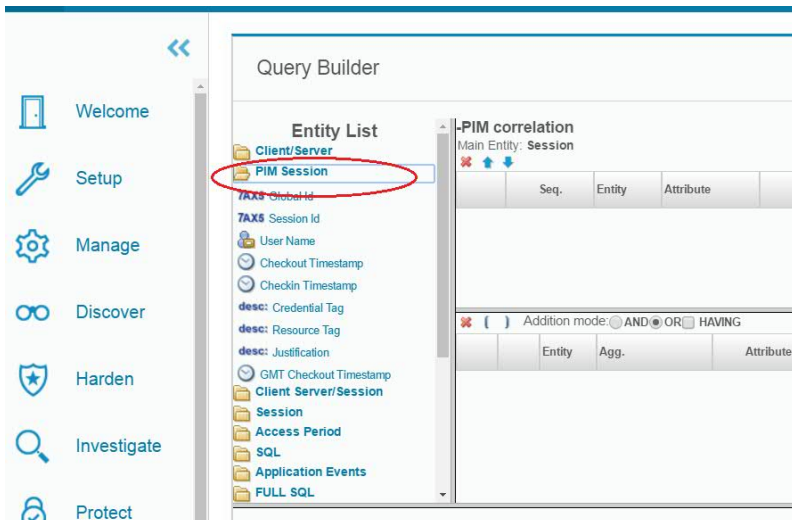 Welcome
Setup
Manage
Discover
Harden
Investigate
Protect
Query Builder
Entity List
Client/Server
PIM Session
7AX5 Global Id
7AX5 Session Id
User Name
Checkout Timestamp
Checkin Timestamp
desc: Credential Tag
desc: Resource Tag
desc: Justification
GMT Checkout Timestamp
Client Server/Session
Session
Access Period
SQL
Application Events
FULL SQL
-PIM correlation
Main Entity: Session
Seq. Entity Attribute
( ) Addition mode: AND OR HAVING
Entity Agg. Attribute